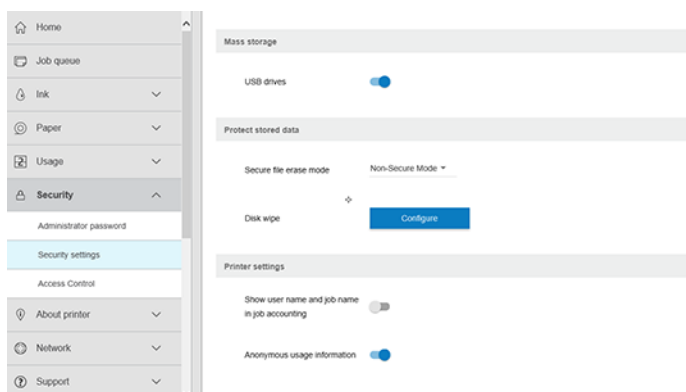 Home
Job queue
Ink
Paper
Usage
Security
Administrator password
Security settings
Access Control
About printer
Network
Support
Mass storage
USB drives
Protect stored data
Secure file erase mode
Non-Secure Mode
Disk wipe
Configure
Printer settings
Show user name and job name
in job accounting
Anonymous usage information